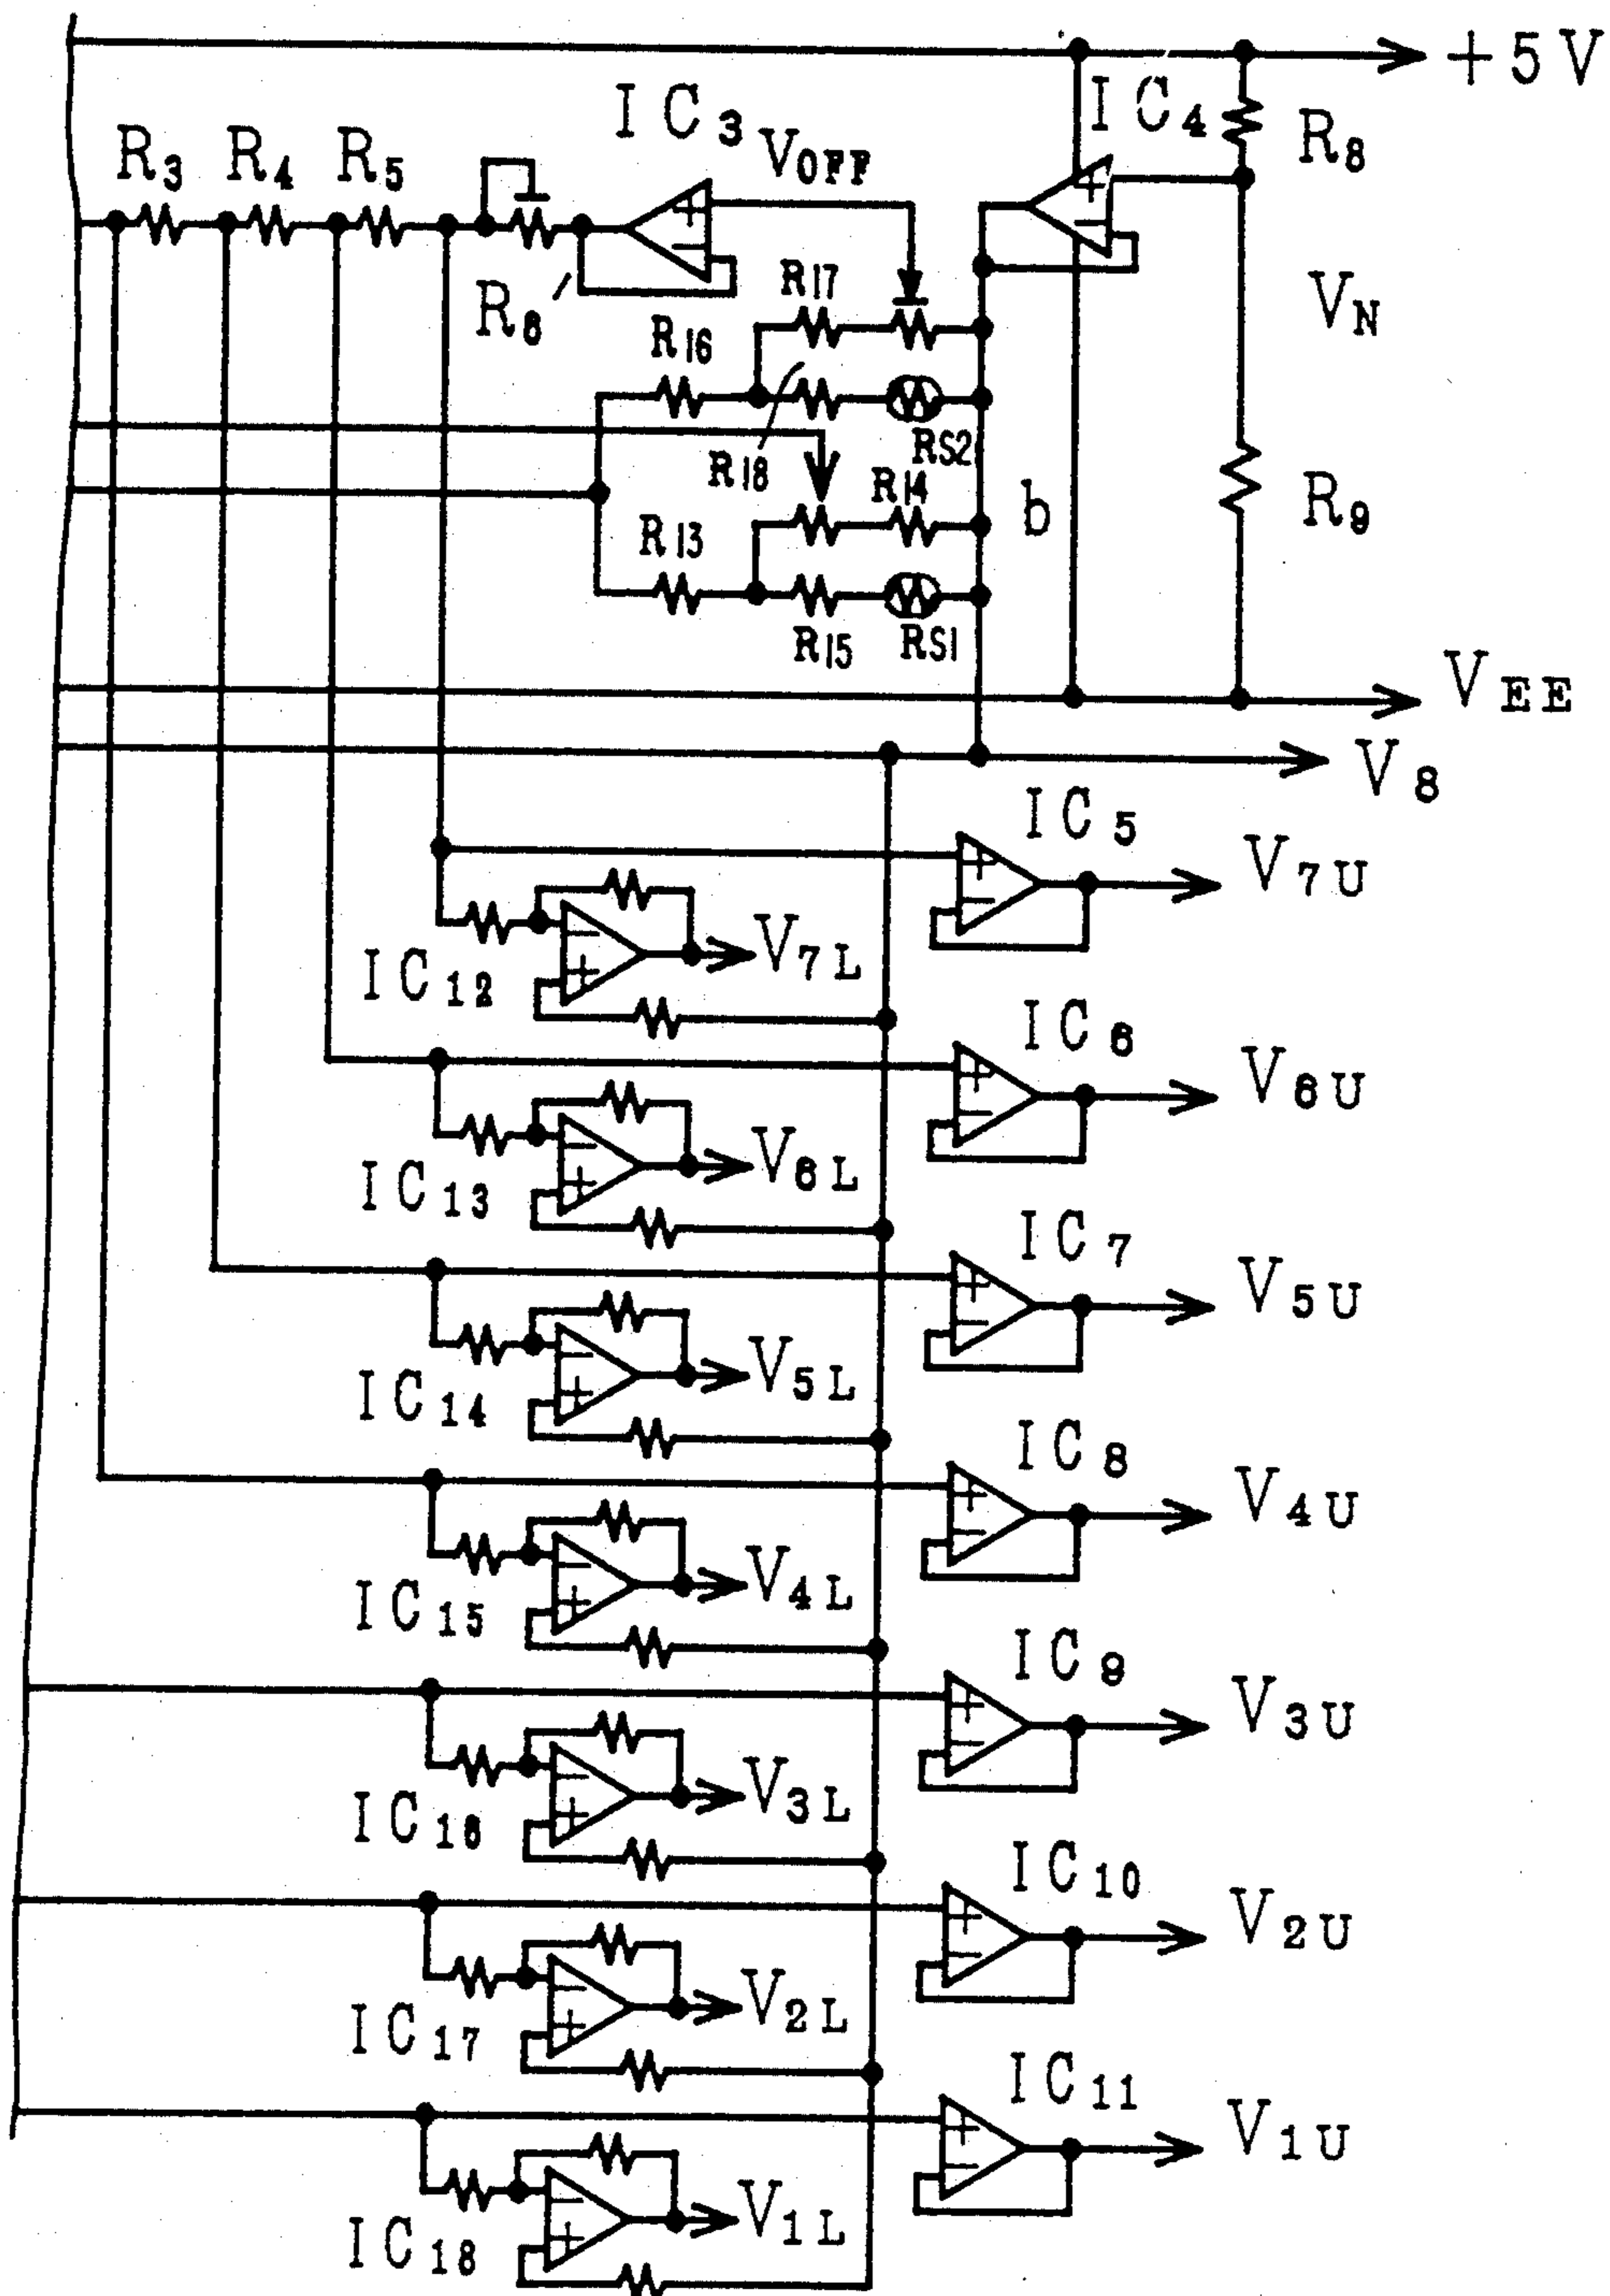 +5V
IC3
VOFF
IC4
R8
R3
R4
R5
R6
R17
VN
R16
R18
RS2
R14
b
R9
R13
R15
RS1
VEE
V8
IC5
V7U
IC12
V7L
IC6
V6U
IC13
V6L
IC7
V5U
IC14
V5L
IC8
V4U
IC15
V4L
IC9
V3U
IC16
V3L
IC10
V2U
IC17
V2L
IC11
V1U
IC18
V1L